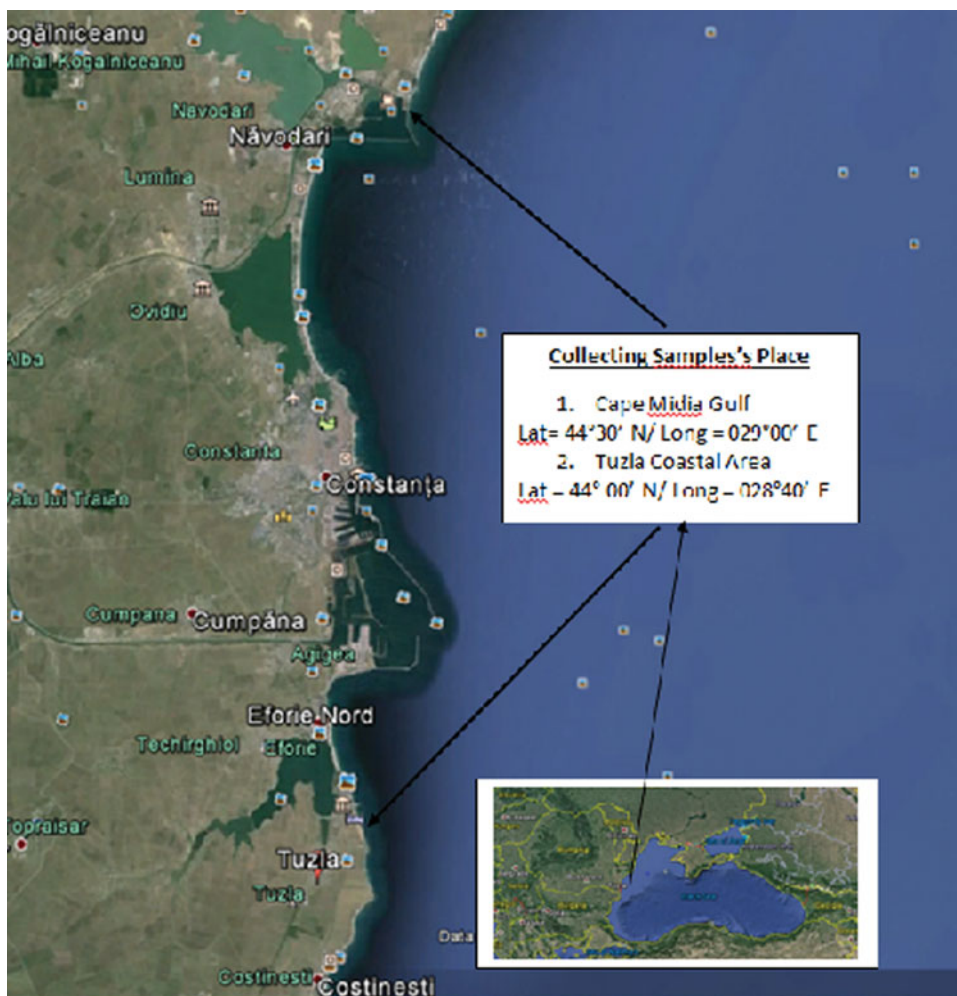 ogălniceanu
Mihail Kogalniceanu
Navodari
Năvodari
Lumina
Ovidiu
Alba
Collecting Samples's Place
1. Cape Midia Gulf
Lat= 44°30' N/ Long = 029°00' E
2. Tuzla Coastal Area
Lat = 44° 00' N/ Long = 028°40' E
Constanta
Constanța
Valu lui Traian
Cumpana
Cumpăna
Agigea
Eforie Nord
Techirghiol
Eforie
Topraisar
Tuzla
Tuzla
Data
Costinesti
Costinesti